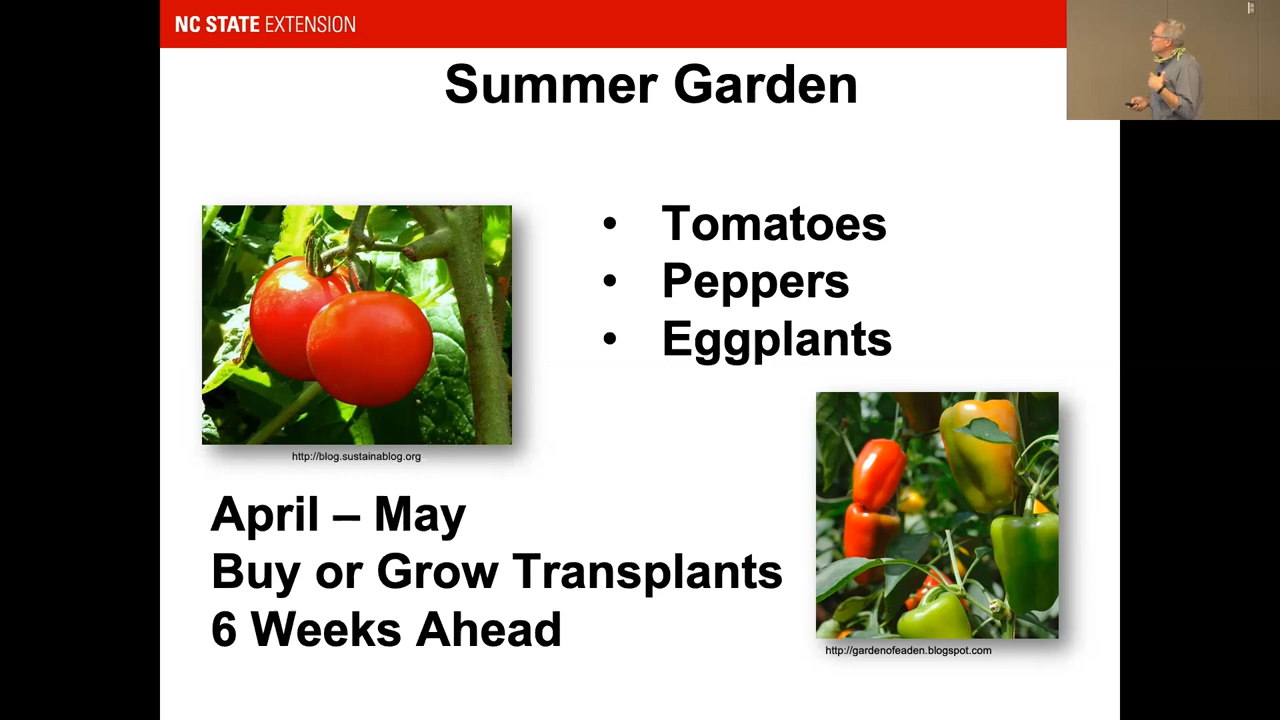 NC STATE EXTENSION
Summer Garden
• Tomatoes
• Peppers
• Eggplants
http://blog.sustainablog.org
April – May
Buy or Grow Transplants
6 Weeks Ahead
http://gardenofeaden.blogspot.com